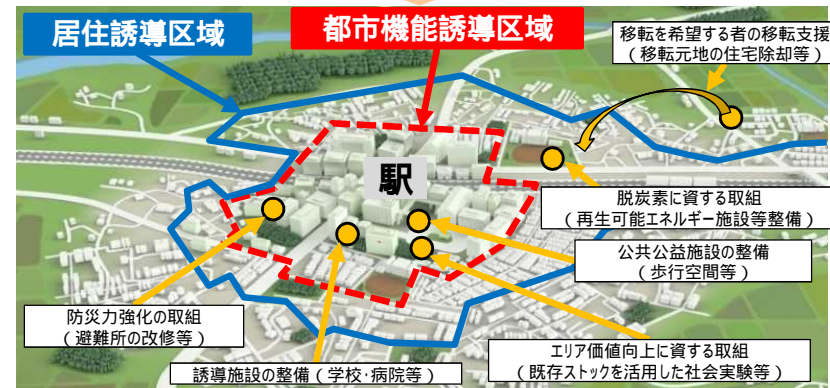 居住誘導区域
都市機能誘導区域
移転を希望する者の移転支援
(移転元地の住宅除却等)
駅
脱炭素に資する取組
(再生可能エネルギー施設等整備)
公共公益施設の整備
(歩行空間等)
防災力強化の取組
(避難所の改修等)
エリア価値向上に資する取組
(既存ストックを活用した社会実験等)
誘導施設の整備(学校・病院等)